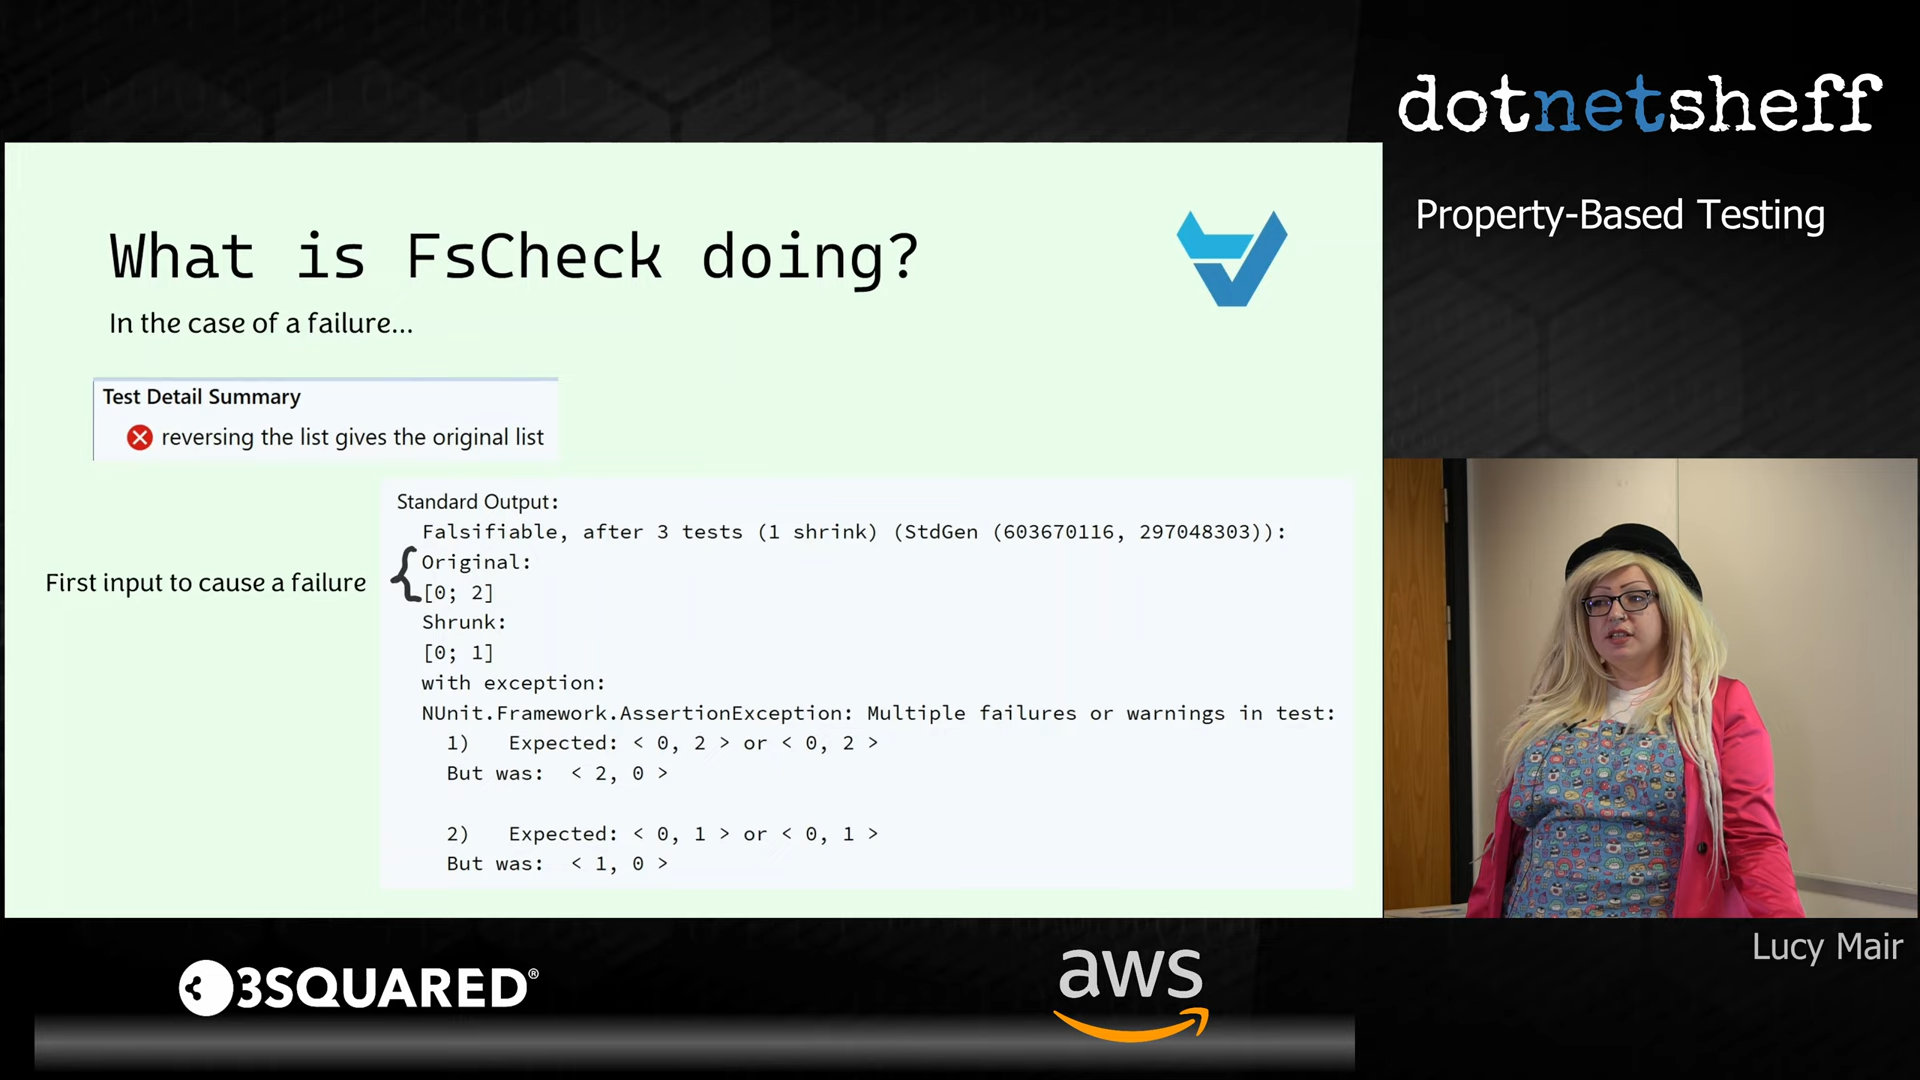 dotnetsheff
Property-Based Testing
What is FsCheck doing?
In the case of a failure...
Test Detail Summary
reversing the list gives the original list
First input to cause a failure
Standard Output:
Falsifiable, after 3 tests (1 shrink) (StdGen (603670116, 297048303)):
Original:
[0; 2]
Shrunk:
[0; 1]
with exception:
NUnit.Framework.AssertionException: Multiple failures or warnings in test:
1) Expected: < 0, 2 > or < 0, 2 >
But was: < 2, 0 >
2) Expected: < 0, 1 > or < 0, 1 >
But was: < 1, 0 >
Lucy Mair
3SQUARED®
aws